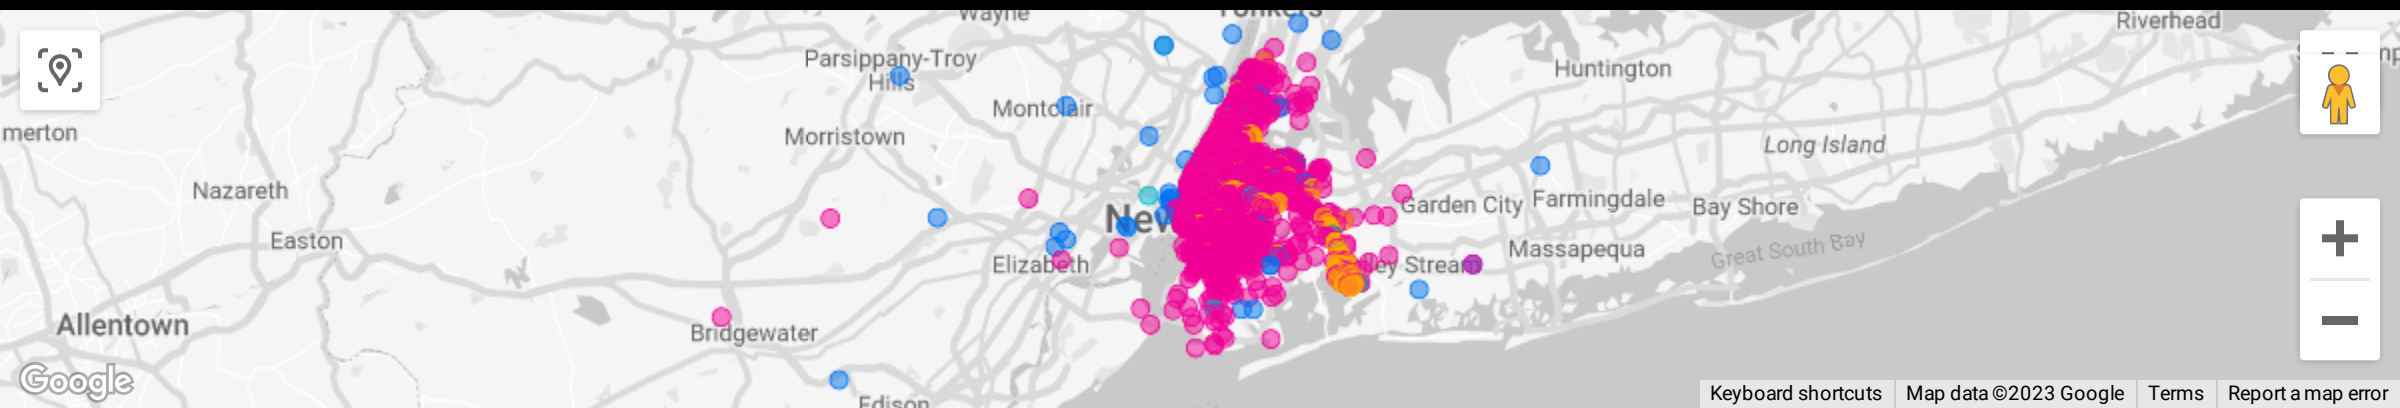 Wayne
Yonkers
Riverhead
Parsippany-Troy
Hills
Huntington
Montclair
merton
Morristown
Long Island
Nazareth
New
Garden City
Farmingdale
Bay Shore
Easton
Massapequa
Great South Bay
Elizabeth
ley Stream
Allentown
Bridgewater
Google
Edison
Keyboard shortcuts
Map data ©2023 Google
Terms
Report a map error